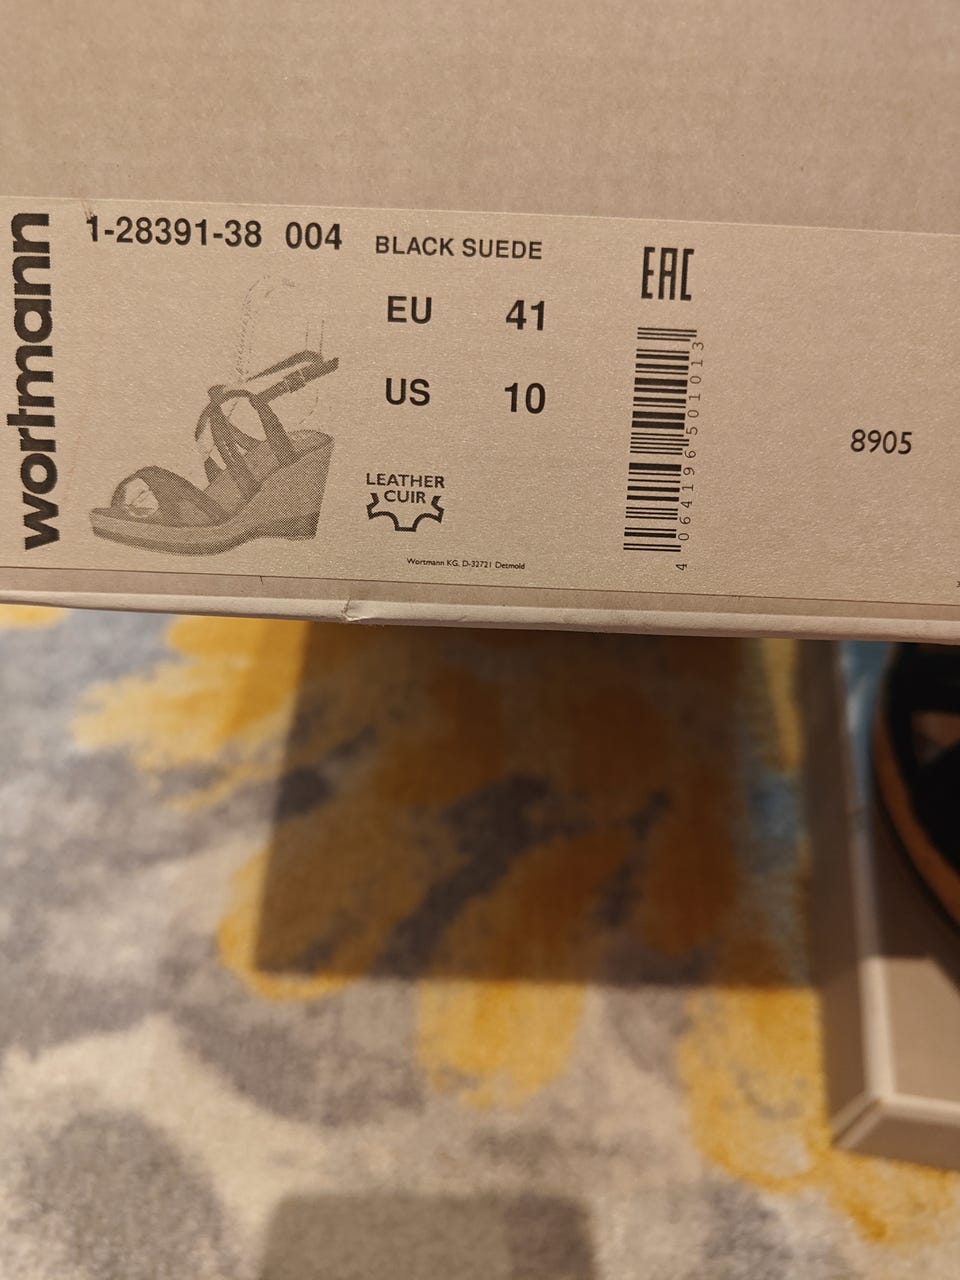 wortmann
1-28391-38 004 BLACK SUEDE
EU 41
US 10
LEATHER
CUIR
Wortmann KG, D-32721 Detmold
EAC
4 064196 501013
8905